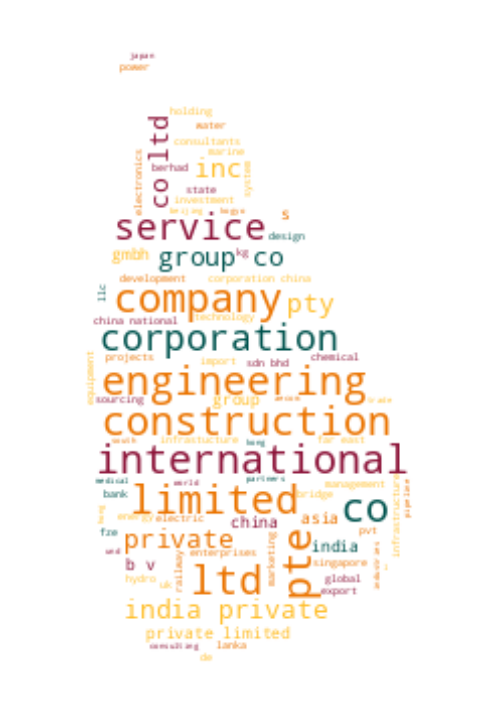 japan
power
holding
water
co ltd
electronics
consultants
marine
berhad
inc
system
state
investment
beijing
s
service
design
gmbh
group
kg
co
development
corporation china
llc
company
pty
china national
technology
corporation
projects
import
sdn bhd
chemical
equipment
engineering
sourcing
group
trade
construction
south
infrastucture
hong
far east
international
medical
world
partners
management
pipeline
bank
limited
bridge
co
infrastructure
energy
electric
china
asia
fze
private
pte
india
pvt
enterprises
marketing
railway
b v
singapore
hydro
uk
ltd
global
export
india private
private limited
consulting
lanka
de